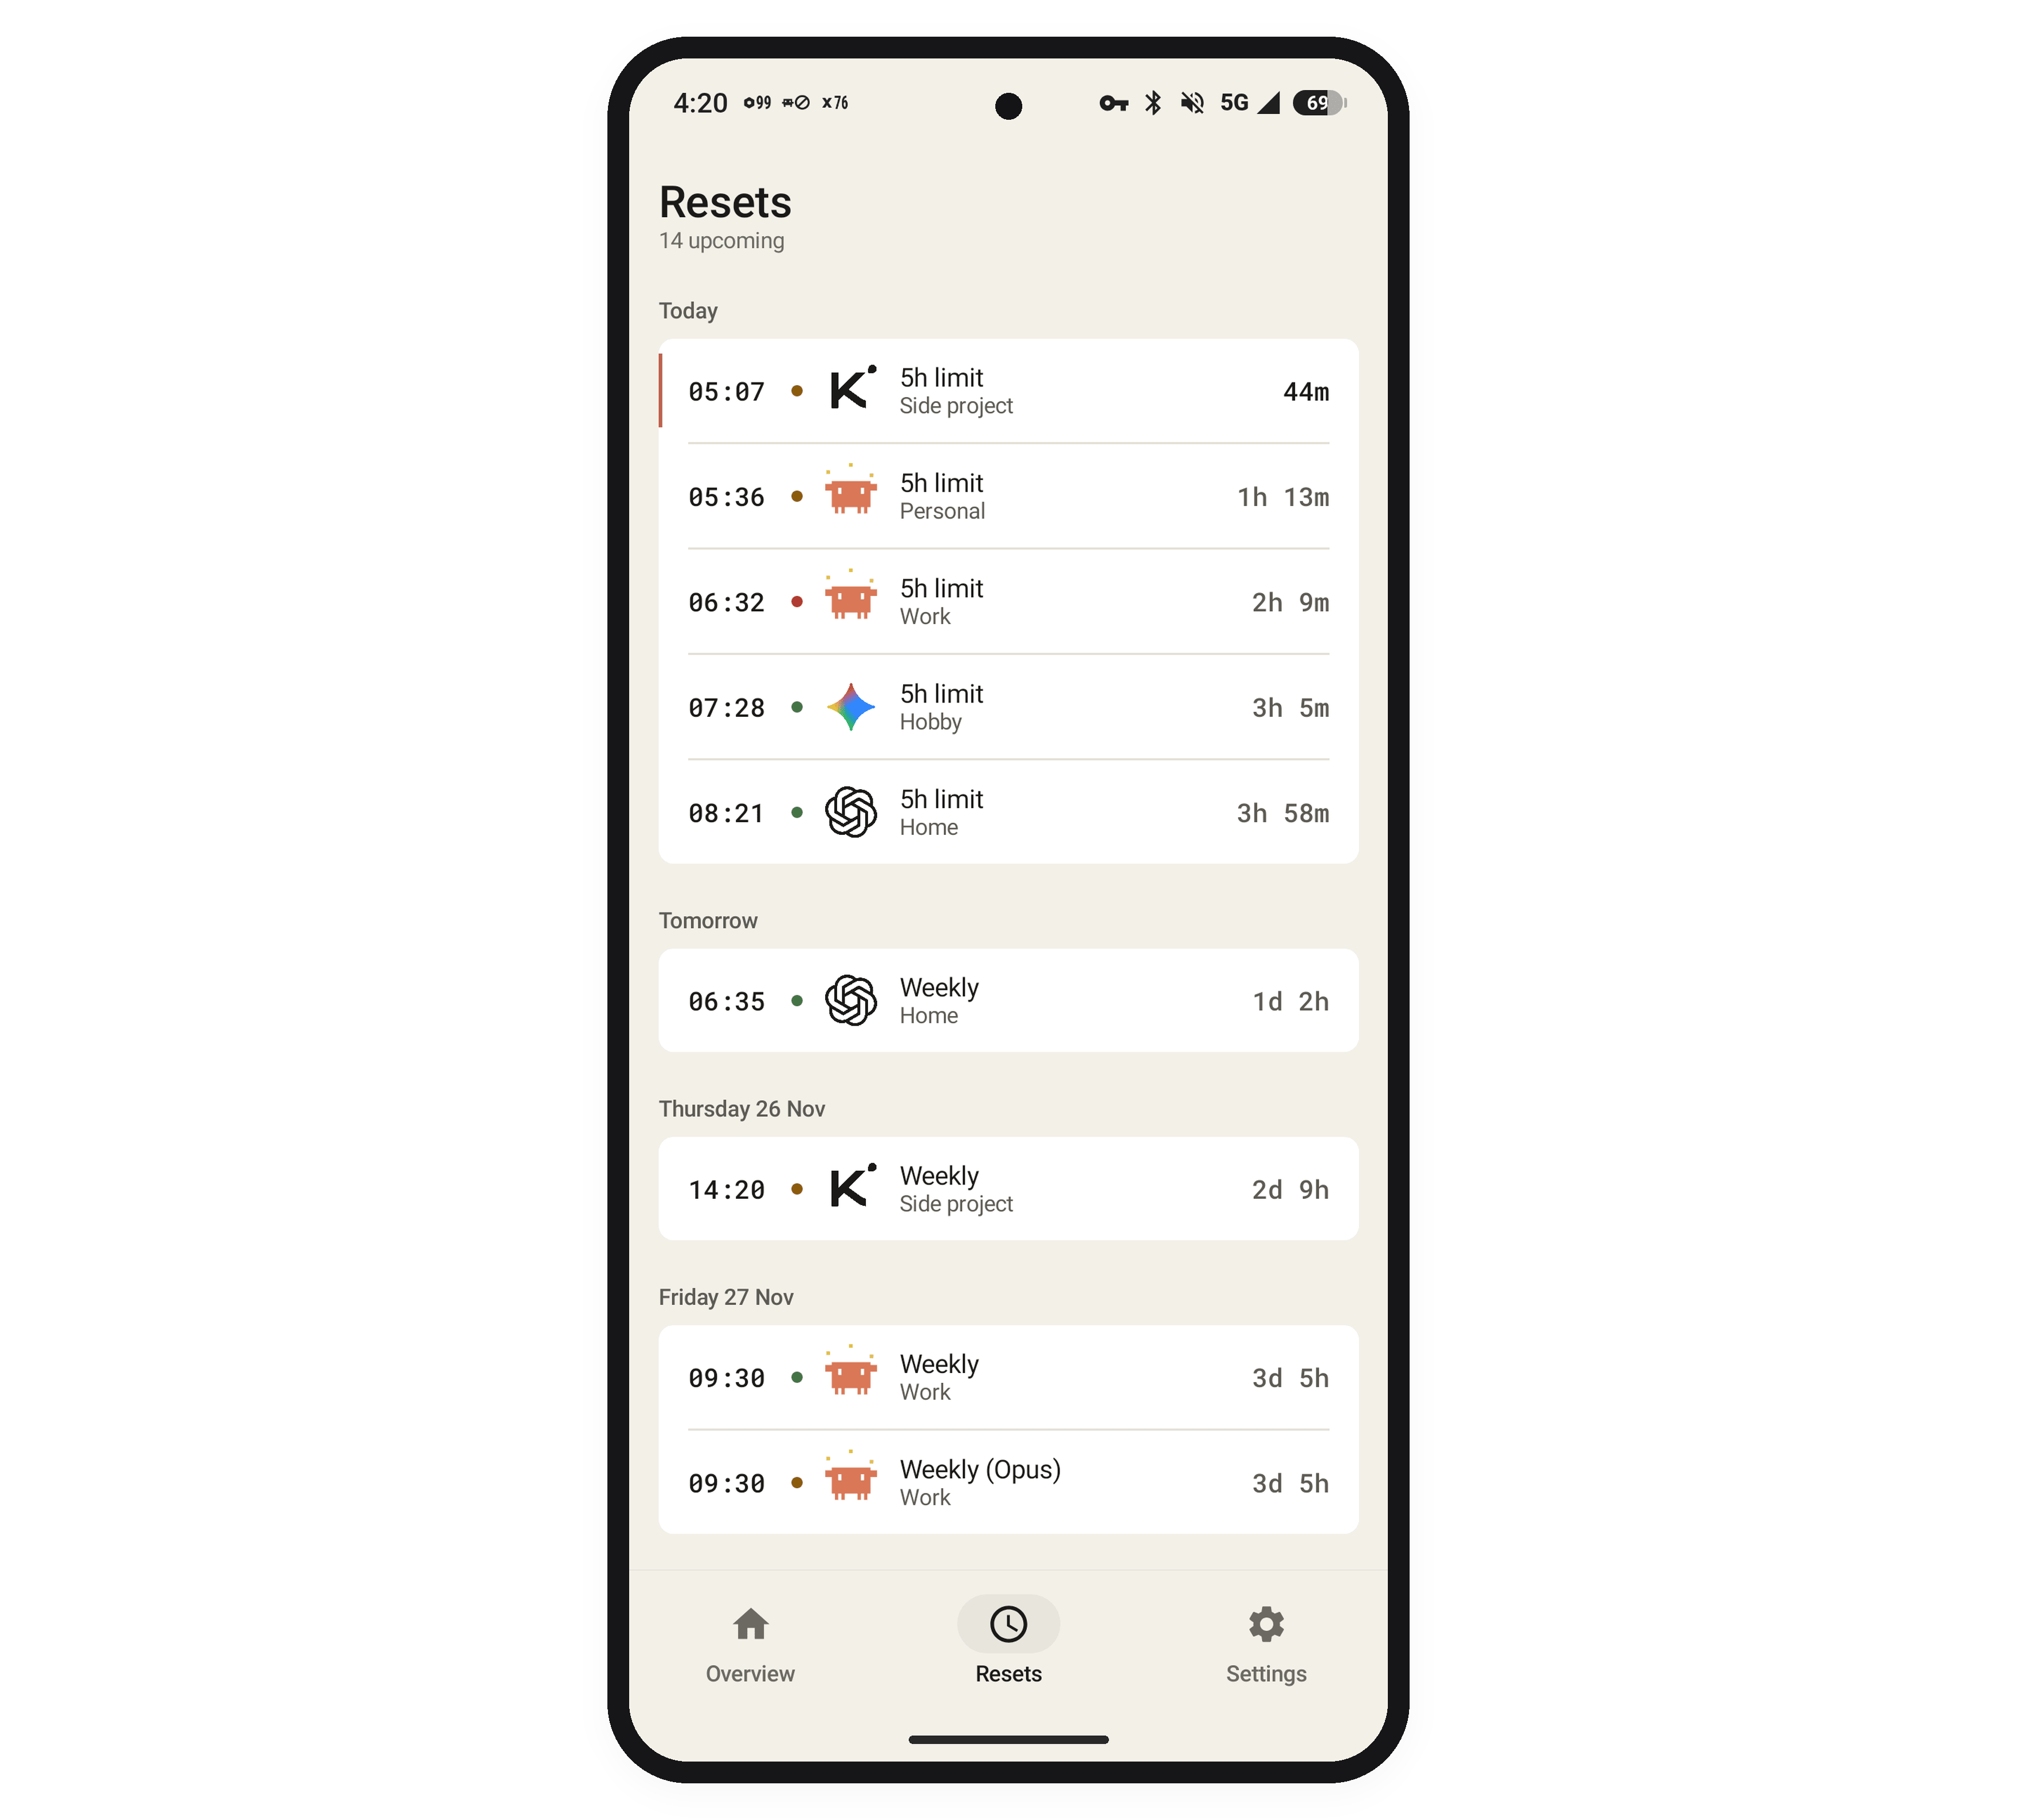 4:20 99 x 76 5G 69
Resets
14 upcoming
Today
05:07 5h limit 44m
Side project
05:36 5h limit 1h 13m
Personal
06:32 5h limit 2h 9m
Work
07:28 5h limit 3h 5m
Hobby
08:21 5h limit 3h 58m
Home
Tomorrow
06:35 Weekly 1d 2h
Home
Thursday 26 Nov
14:20 Weekly 2d 9h
Side project
Friday 27 Nov
09:30 Weekly 3d 5h
Work
09:30 Weekly (Opus) 3d 5h
Work
Overview Resets Settings